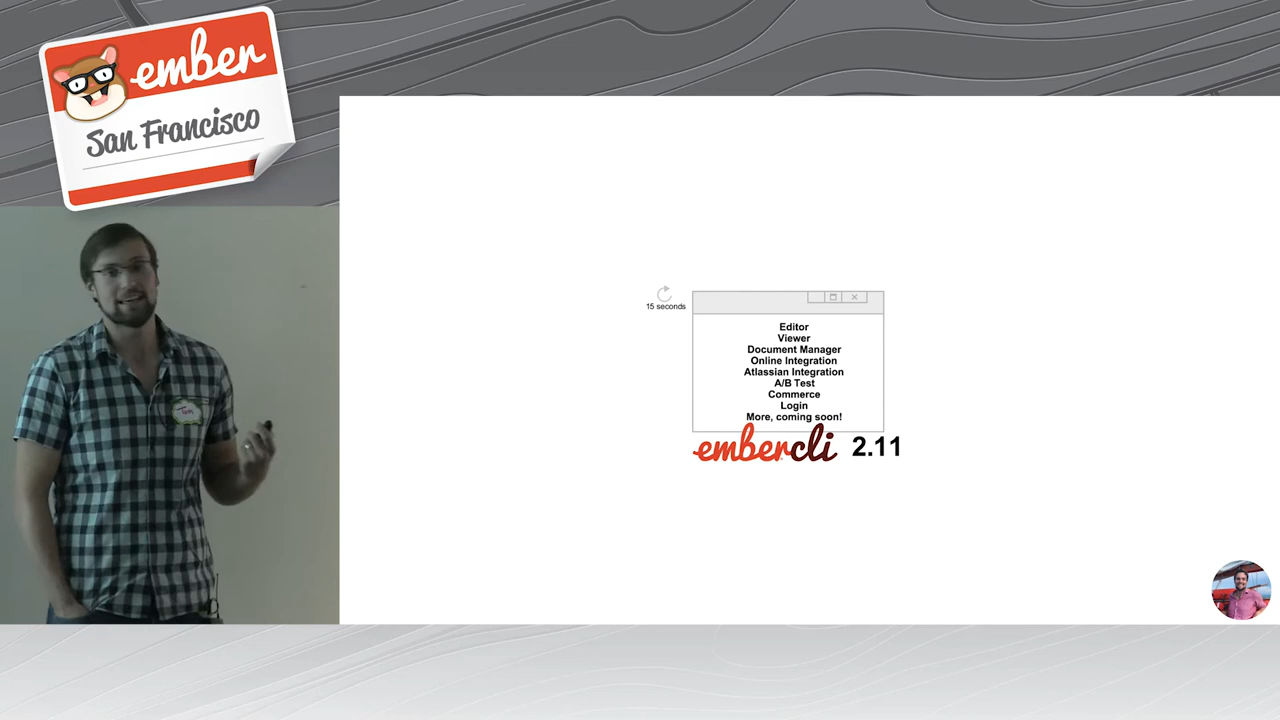 ember
San Francisco
Tom
15 seconds
Editor
Viewer
Document Manager
Online Integration
Atlassian Integration
A/B Test
Commerce
Login
More, coming soon!
embercli 2.11